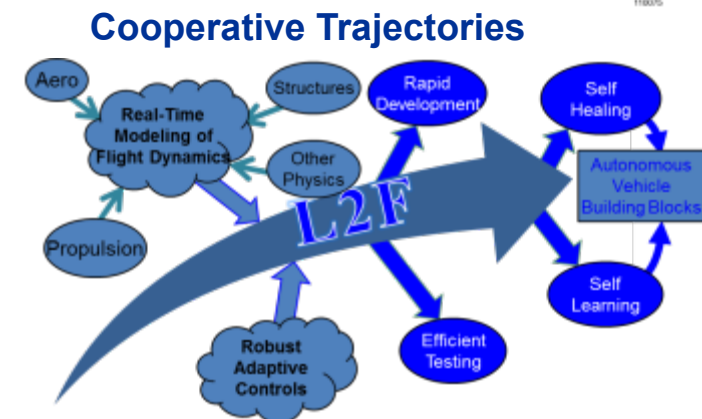 Cooperative Trajectories
Aero
Structures
Real-Time
Modeling of
Flight Dynamics
Other
Physics
Propulsion
Rapid
Development
Self
Healing
Autonomous
Vehicle
Building Blocks
L2F
Self
Learning
Efficient
Testing
Robust
Adaptive
Controls